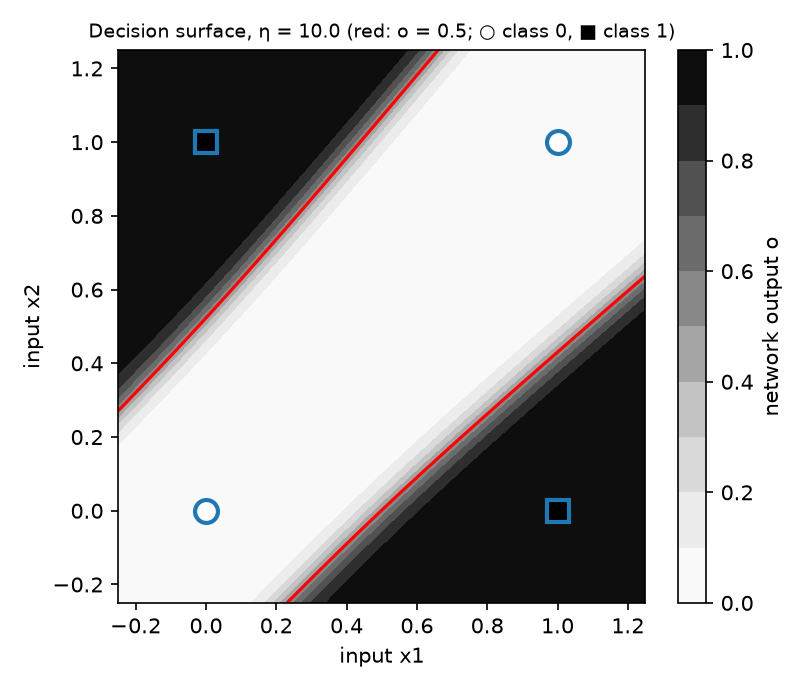 Decision surface, η = 10.0 (red: o = 0.5; ○ class 0, ■ class 1)
1.2
1.0
0.8
0.6
0.4
0.2
0.0
−0.2
input x2
−0.2 0.0 0.2 0.4 0.6 0.8 1.0 1.2
input x1
1.0
0.8
0.6
0.4
0.2
0.0
network output o